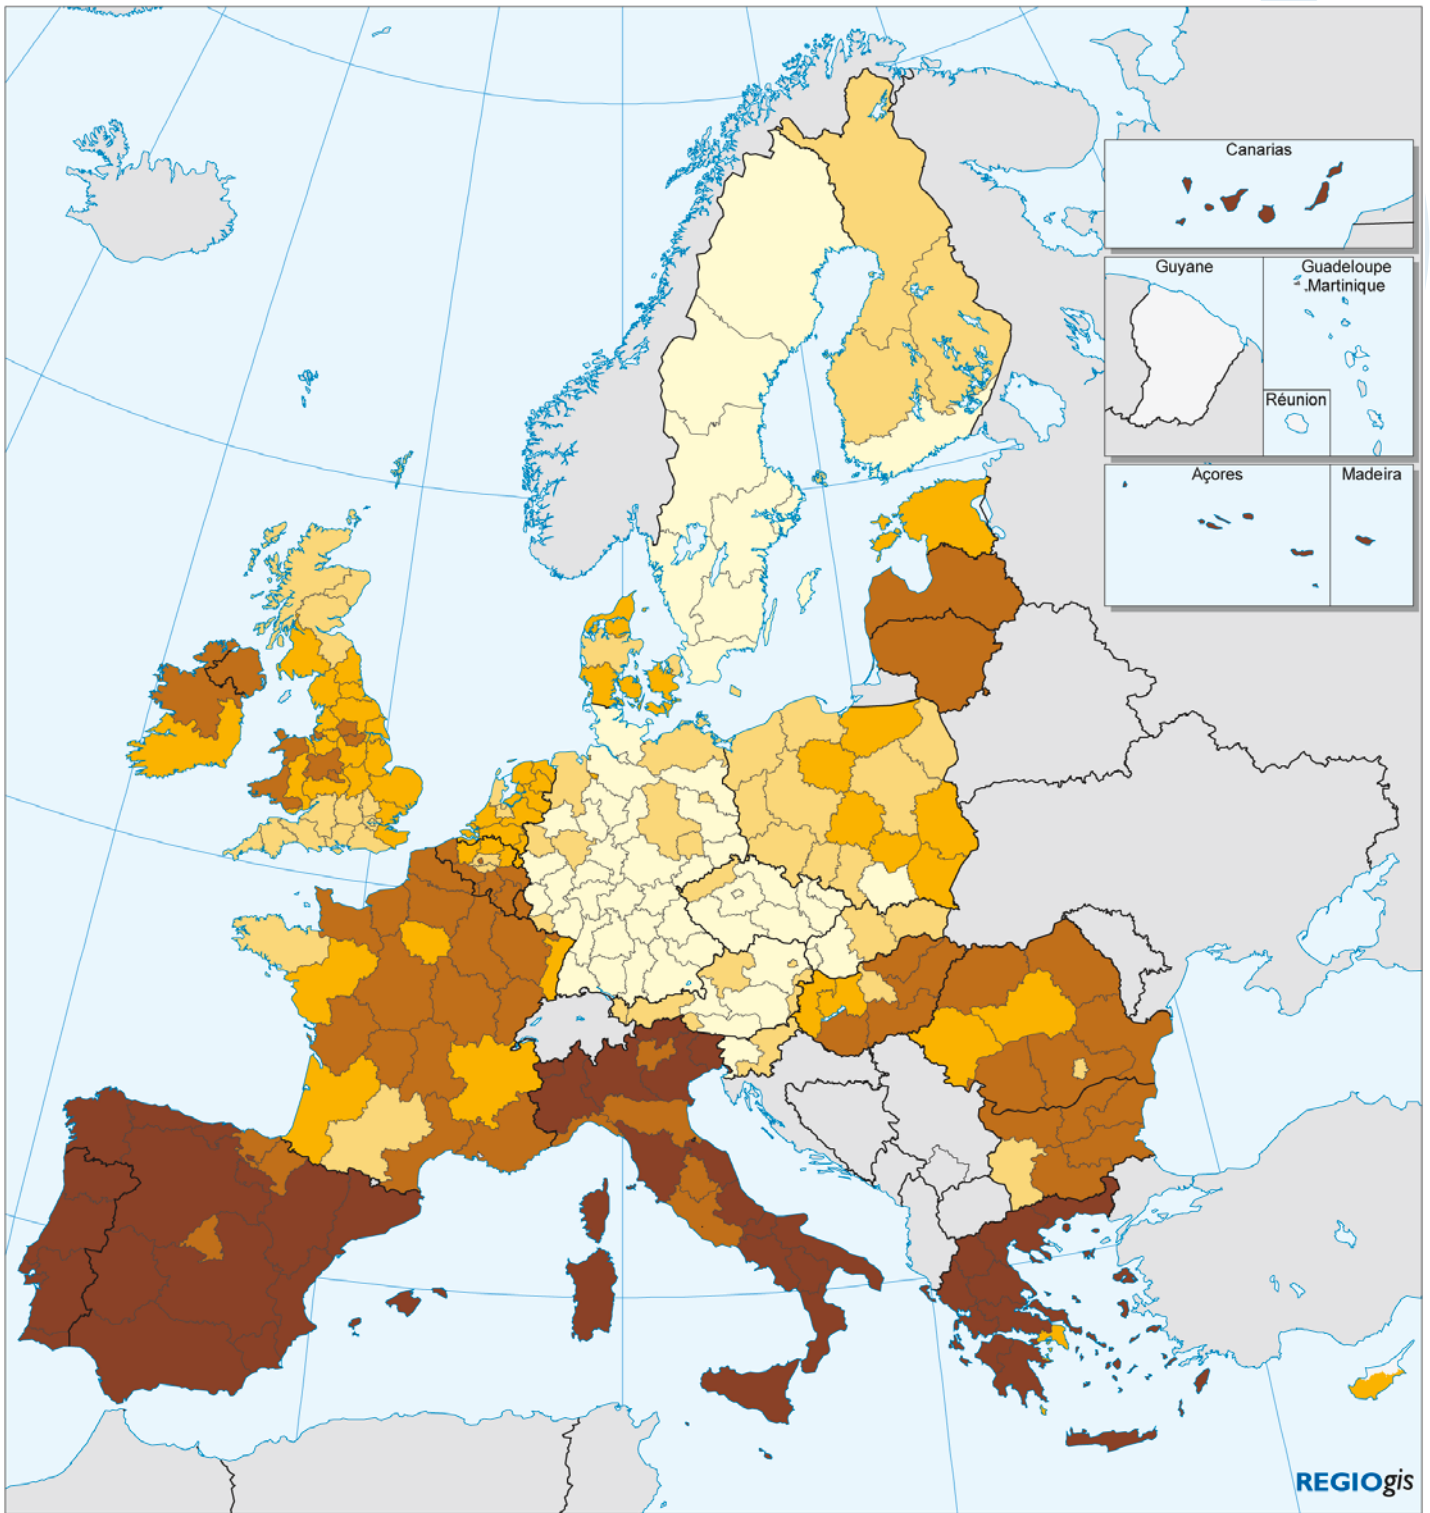 Canarias
Guyane
Guadeloupe
Martinique
Réunion
Açores
Madeira
REGIOgis